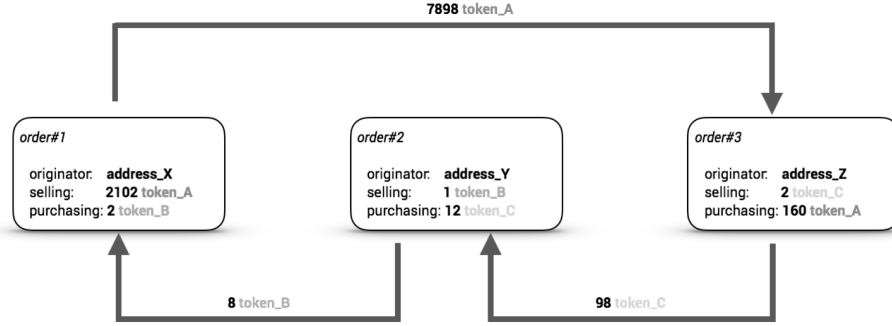 7898 token_A
order#1
originator: address_X
selling: 2102 token_A
purchasing: 2 token_B
order#2
originator: address_Y
selling: 1 token_B
purchasing: 12 token_C
order#3
originator: address_Z
selling: 2 token_C
purchasing: 160 token_A
8 token_B
98 token_C